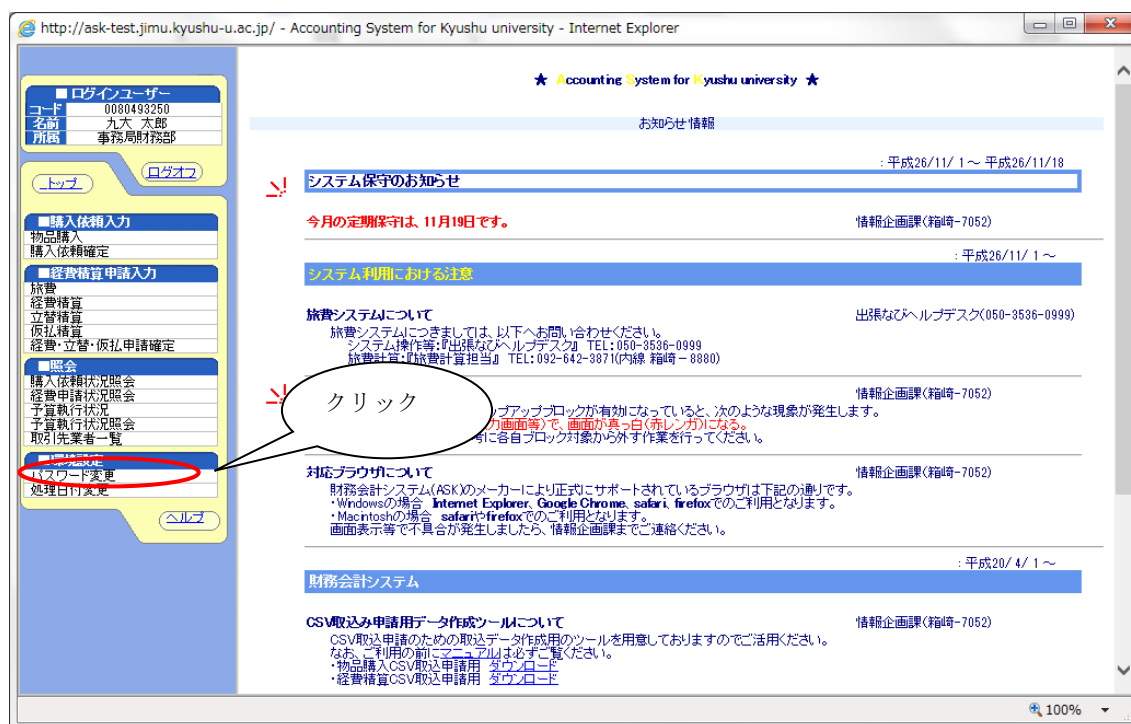 http://ask-test.jimu.kyushu-u.ac.jp/ - Accounting System for Kyushu university - Internet Explorer
■ログインユーザー
コード 0080493250
名前 九大 太郎
所属 事務局財務部
トップ
ログオフ
■購入依頼入力
物品購入
購入依頼確定
■経費精算申請入力
旅費
経費精算
立替精算
仮払精算
経費・立替・仮払申請確定
■照会
購入依頼状況照会
経費申請状況照会
予算執行状況
予算執行状況照会
取引先業者一覧
■環境設定
パスワード変更
処理日付変更
ヘルプ
★ Accounting System for Kyushu university ★
お知らせ情報
：平成26/11/ 1～ 平成26/11/18
システム保守のお知らせ
今月の定期保守は、11月19日です。 情報企画課(箱崎-7052)
：平成26/11/ 1～
システム利用における注意
旅費システムについて 出張なびヘルプデスク(050-3536-0999)
旅費システムにつきましては、以下へお問い合わせください。
システム操作等:『出張なびヘルプデスク』 TEL:050-3536-0999
旅費計算:『旅費計算担当』 TEL:092-642-3871(内線 箱崎－8880)
クリック
情報企画課(箱崎-7052)
ップアップブロックが有効になっていると、次のような現象が発生します。
力画面等)で、画面が真っ白(赤レンガ)になる。
考に各自ブロック対象から外す作業を行ってください。
対応ブラウザについて 情報企画課(箱崎-7052)
財務会計システム(ASK)のメーカーにより正式にサポートされているブラウザは下記の通りです。
・Windowsの場合 Internet Explorer、Google Chrome、safari、firefoxでのご利用となります。
・Macintoshの場合 safariやfirefoxでのご利用となります。
画面表示等で不具合が発生しましたら、情報企画課までご連絡ください。
：平成20/ 4/ 1～
財務会計システム
CSV取込み申請用データ作成ツールについて 情報企画課(箱崎-7052)
CSV取込申請のための取込データ作成用のツールを用意しておりますのでご活用ください。
なお、ご利用の前にマニュアルは必ずご覧ください。
・物品購入CSV取込申請用 ダウンロード
・経費精算CSV取込申請用 ダウンロード
100%